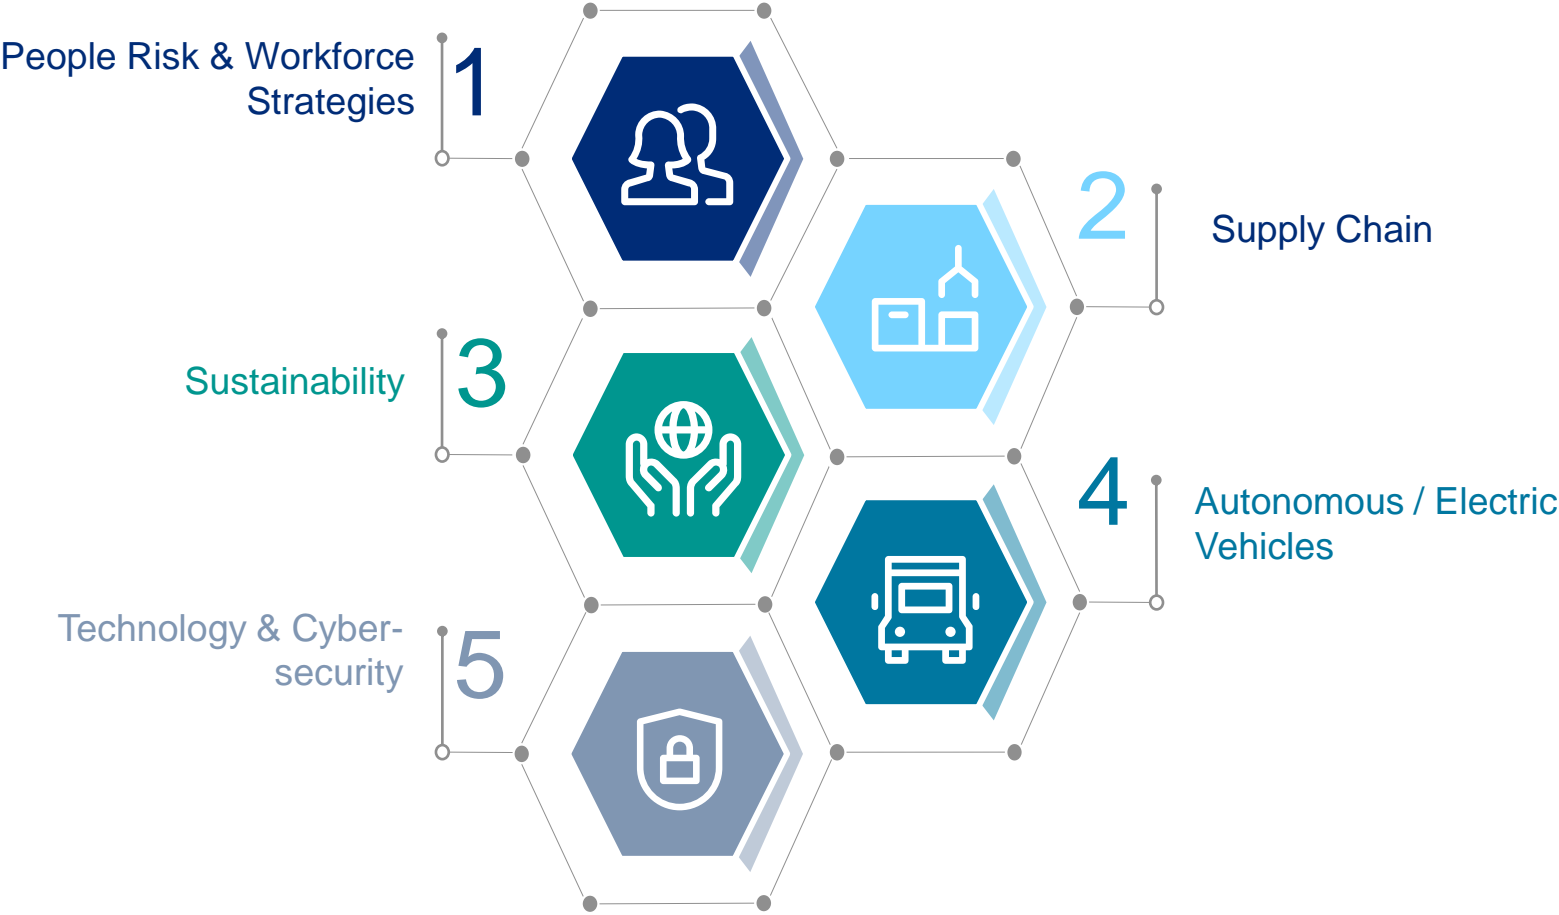 1
People Risk & Workforce
Strategies
2
Supply Chain
3
Sustainability
4
Autonomous / Electric
Vehicles
5
Technology & Cyber-
security